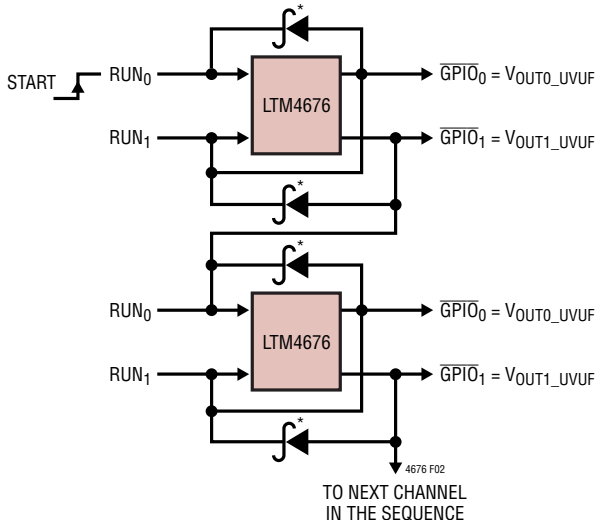 *
START
RUN0
GPIO0 = VOUT0_UVUF
LTM4676
RUN1
GPIO1 = VOUT1_UVUF
*
*
RUN0
GPIO0 = VOUT0_UVUF
LTM4676
RUN1
GPIO1 = VOUT1_UVUF
*
4676 F02
TO NEXT CHANNEL
IN THE SEQUENCE